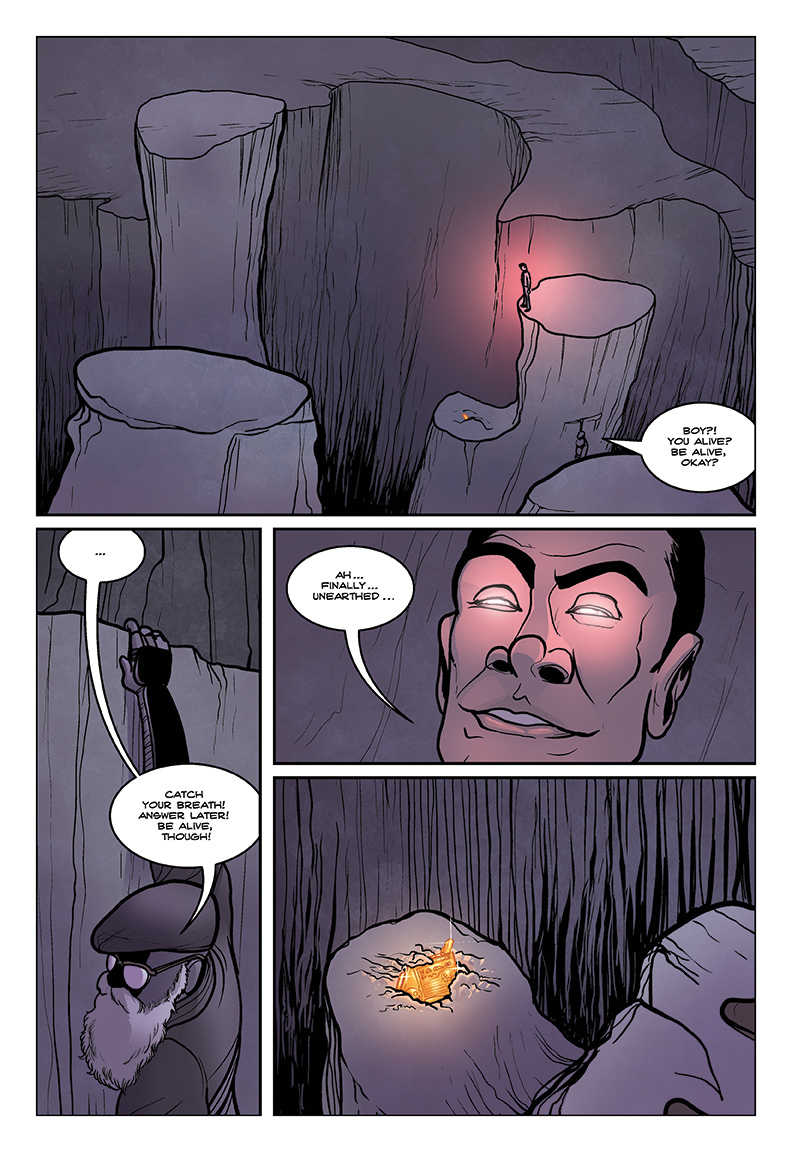 BOY?!
YOU ALIVE?
BE ALIVE,
OKAY?
...
AH...
FINALLY...
UNEARTHED...
CATCH
YOUR BREATH!
ANSWER LATER!
BE ALIVE,
THOUGH!